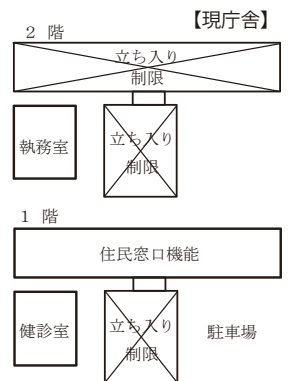 【現庁舎】
2 階
立ち入り
制限
執務室
立ち入り
制限
1 階
住民窓口機能
健診室
立ち入り
制限
駐車場